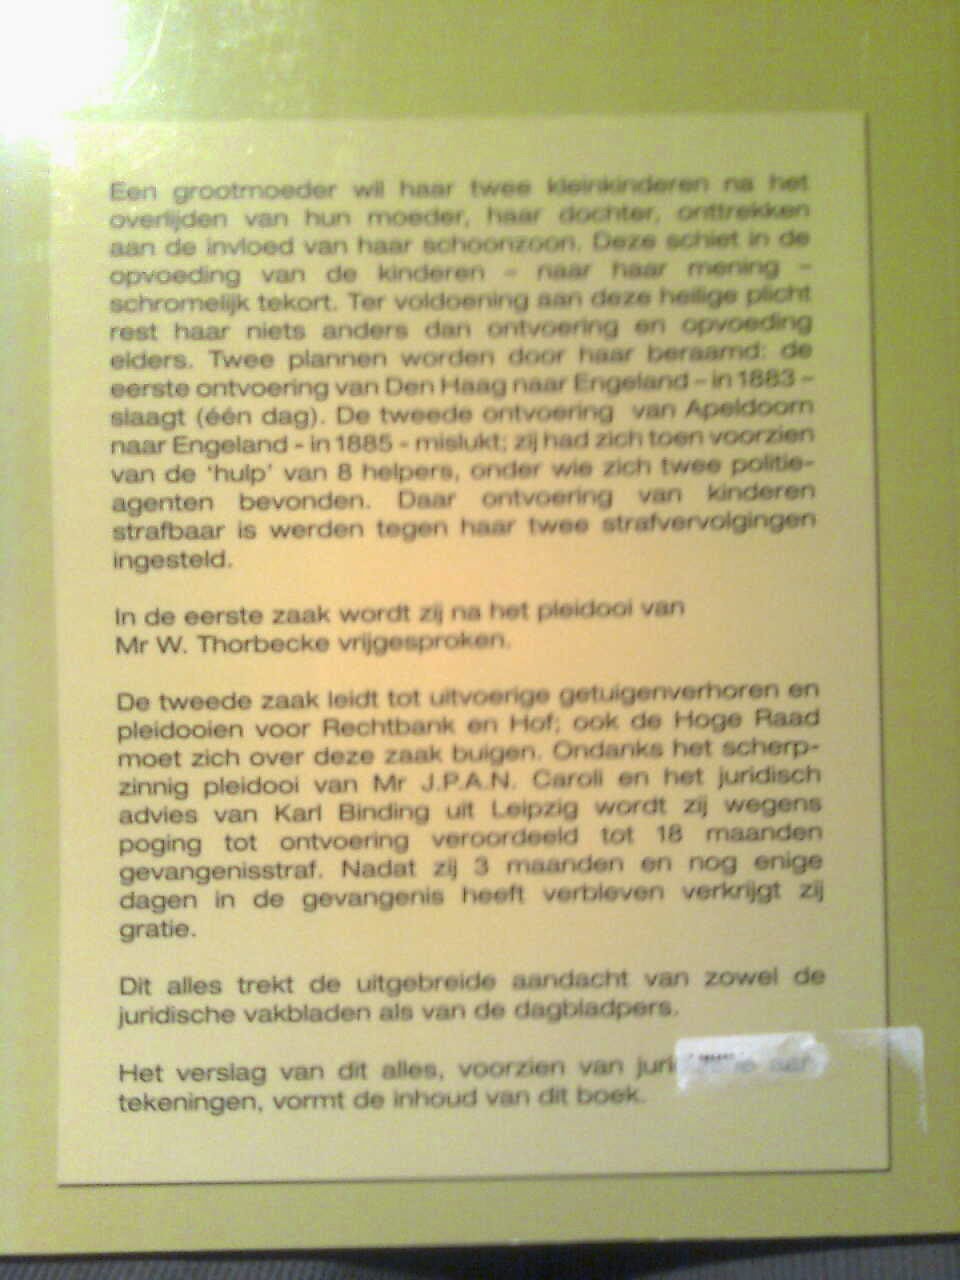 Een grootmoeder wil haar twee kleinkinderen na het
overlijden van hun moeder, haar dochter, onttrekken
aan de invloed van haar schoonzoon. Deze schiet in de
opvoeding van de kinderen – naar haar mening –
schromelijk tekort. Ter voldoening aan deze heilige plicht
rest haar niets anders dan ontvoering en opvoeding
elders. Twee plannen worden door haar beraamd: de
eerste ontvoering van Den Haag naar Engeland – in 1883 –
slaagt (één dag). De tweede ontvoering van Apeldoorn
naar Engeland - in 1885 - mislukt; zij had zich toen voorzien
van de ‘hulp’ van 8 helpers, onder wie zich twee politie-
agenten bevonden. Daar ontvoering van kinderen
strafbaar is werden tegen haar twee strafvervolgingen
ingesteld.
In de eerste zaak wordt zij na het pleidooi van
Mr W. Thorbecke vrijgesproken.
De tweede zaak leidt tot uitvoerige getuigenverhoren en
pleidooien voor Rechtbank en Hof; ook de Hoge Raad
moet zich over deze zaak buigen. Ondanks het scherp-
zinnig pleidooi van Mr J.P.A.N. Caroli en het juridisch
advies van Karl Binding uit Leipzig wordt zij wegens
poging tot ontvoering veroordeeld tot 18 maanden
gevangenisstraf. Nadat zij 3 maanden en nog enige
dagen in de gevangenis heeft verbleven verkrijgt zij
gratie.
Dit alles trekt de uitgebreide aandacht van zowel de
juridische vakbladen als van de dagbladpers.
Het verslag van dit alles, voorzien van
tekeningen, vormt de inhoud van dit boek.